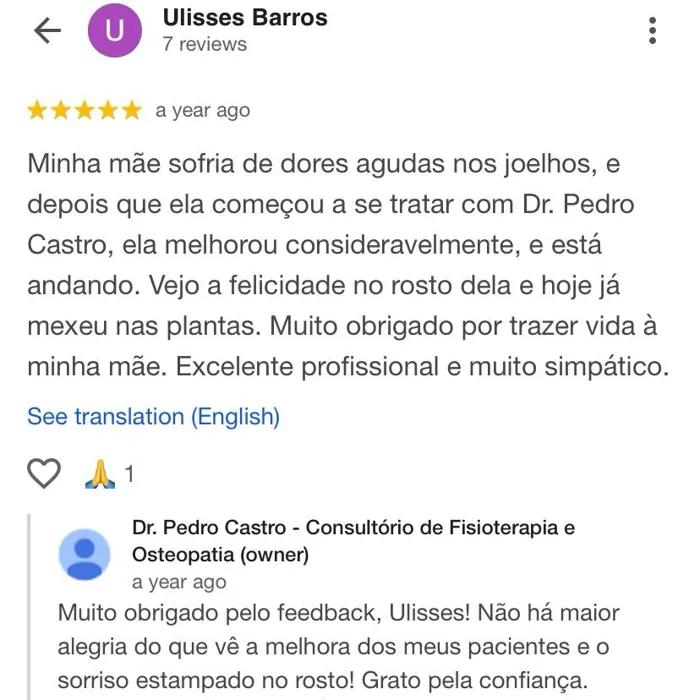 Ulisses Barros
7 reviews
a year ago
Minha mãe sofria de dores agudas nos joelhos, e
depois que ela começou a se tratar com Dr. Pedro
Castro, ela melhorou consideravelmente, e está
andando. Vejo a felicidade no rosto dela e hoje já
mexeu nas plantas. Muito obrigado por trazer vida à
minha mãe. Excelente profissional e muito simpático.
See translation (English)
🙏 1
Dr. Pedro Castro - Consultório de Fisioterapia e
Osteopatia (owner)
a year ago
Muito obrigado pelo feedback, Ulisses! Não há maior
alegria do que vê a melhora dos meus pacientes e o
sorriso estampado no rosto! Grato pela confiança.